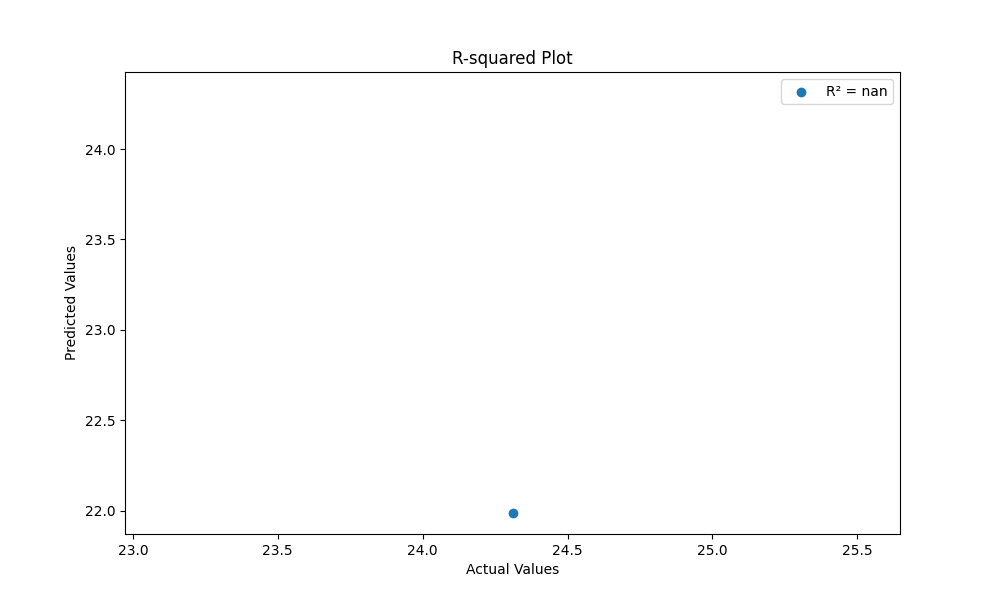 R-squared Plot
R² = nan
Predicted Values
24.0
23.5
23.0
22.5
22.0
23.0 23.5 24.0 24.5 25.0 25.5
Actual Values